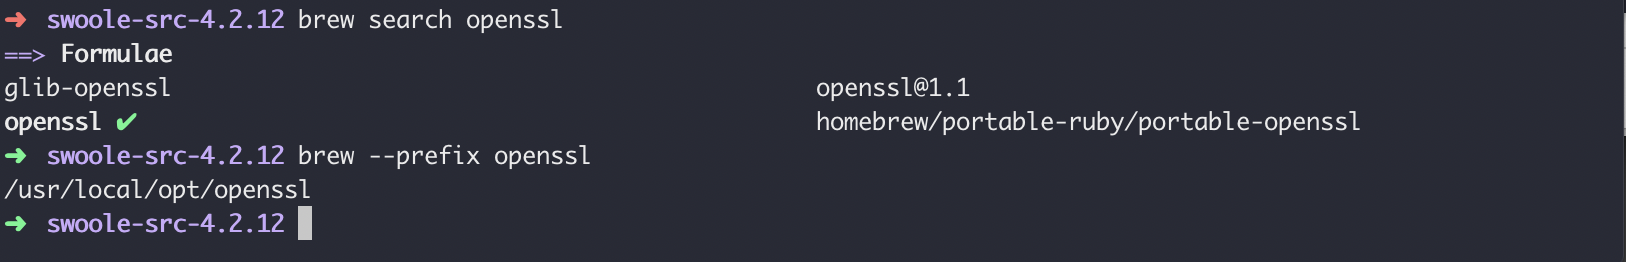 ➜ swoole-src-4.2.12 brew search openssl
==> Formulae
glib-openssl openssl@1.1
openssl ✔ homebrew/portable-ruby/portable-openssl
➜ swoole-src-4.2.12 brew --prefix openssl
/usr/local/opt/openssl
➜ swoole-src-4.2.12